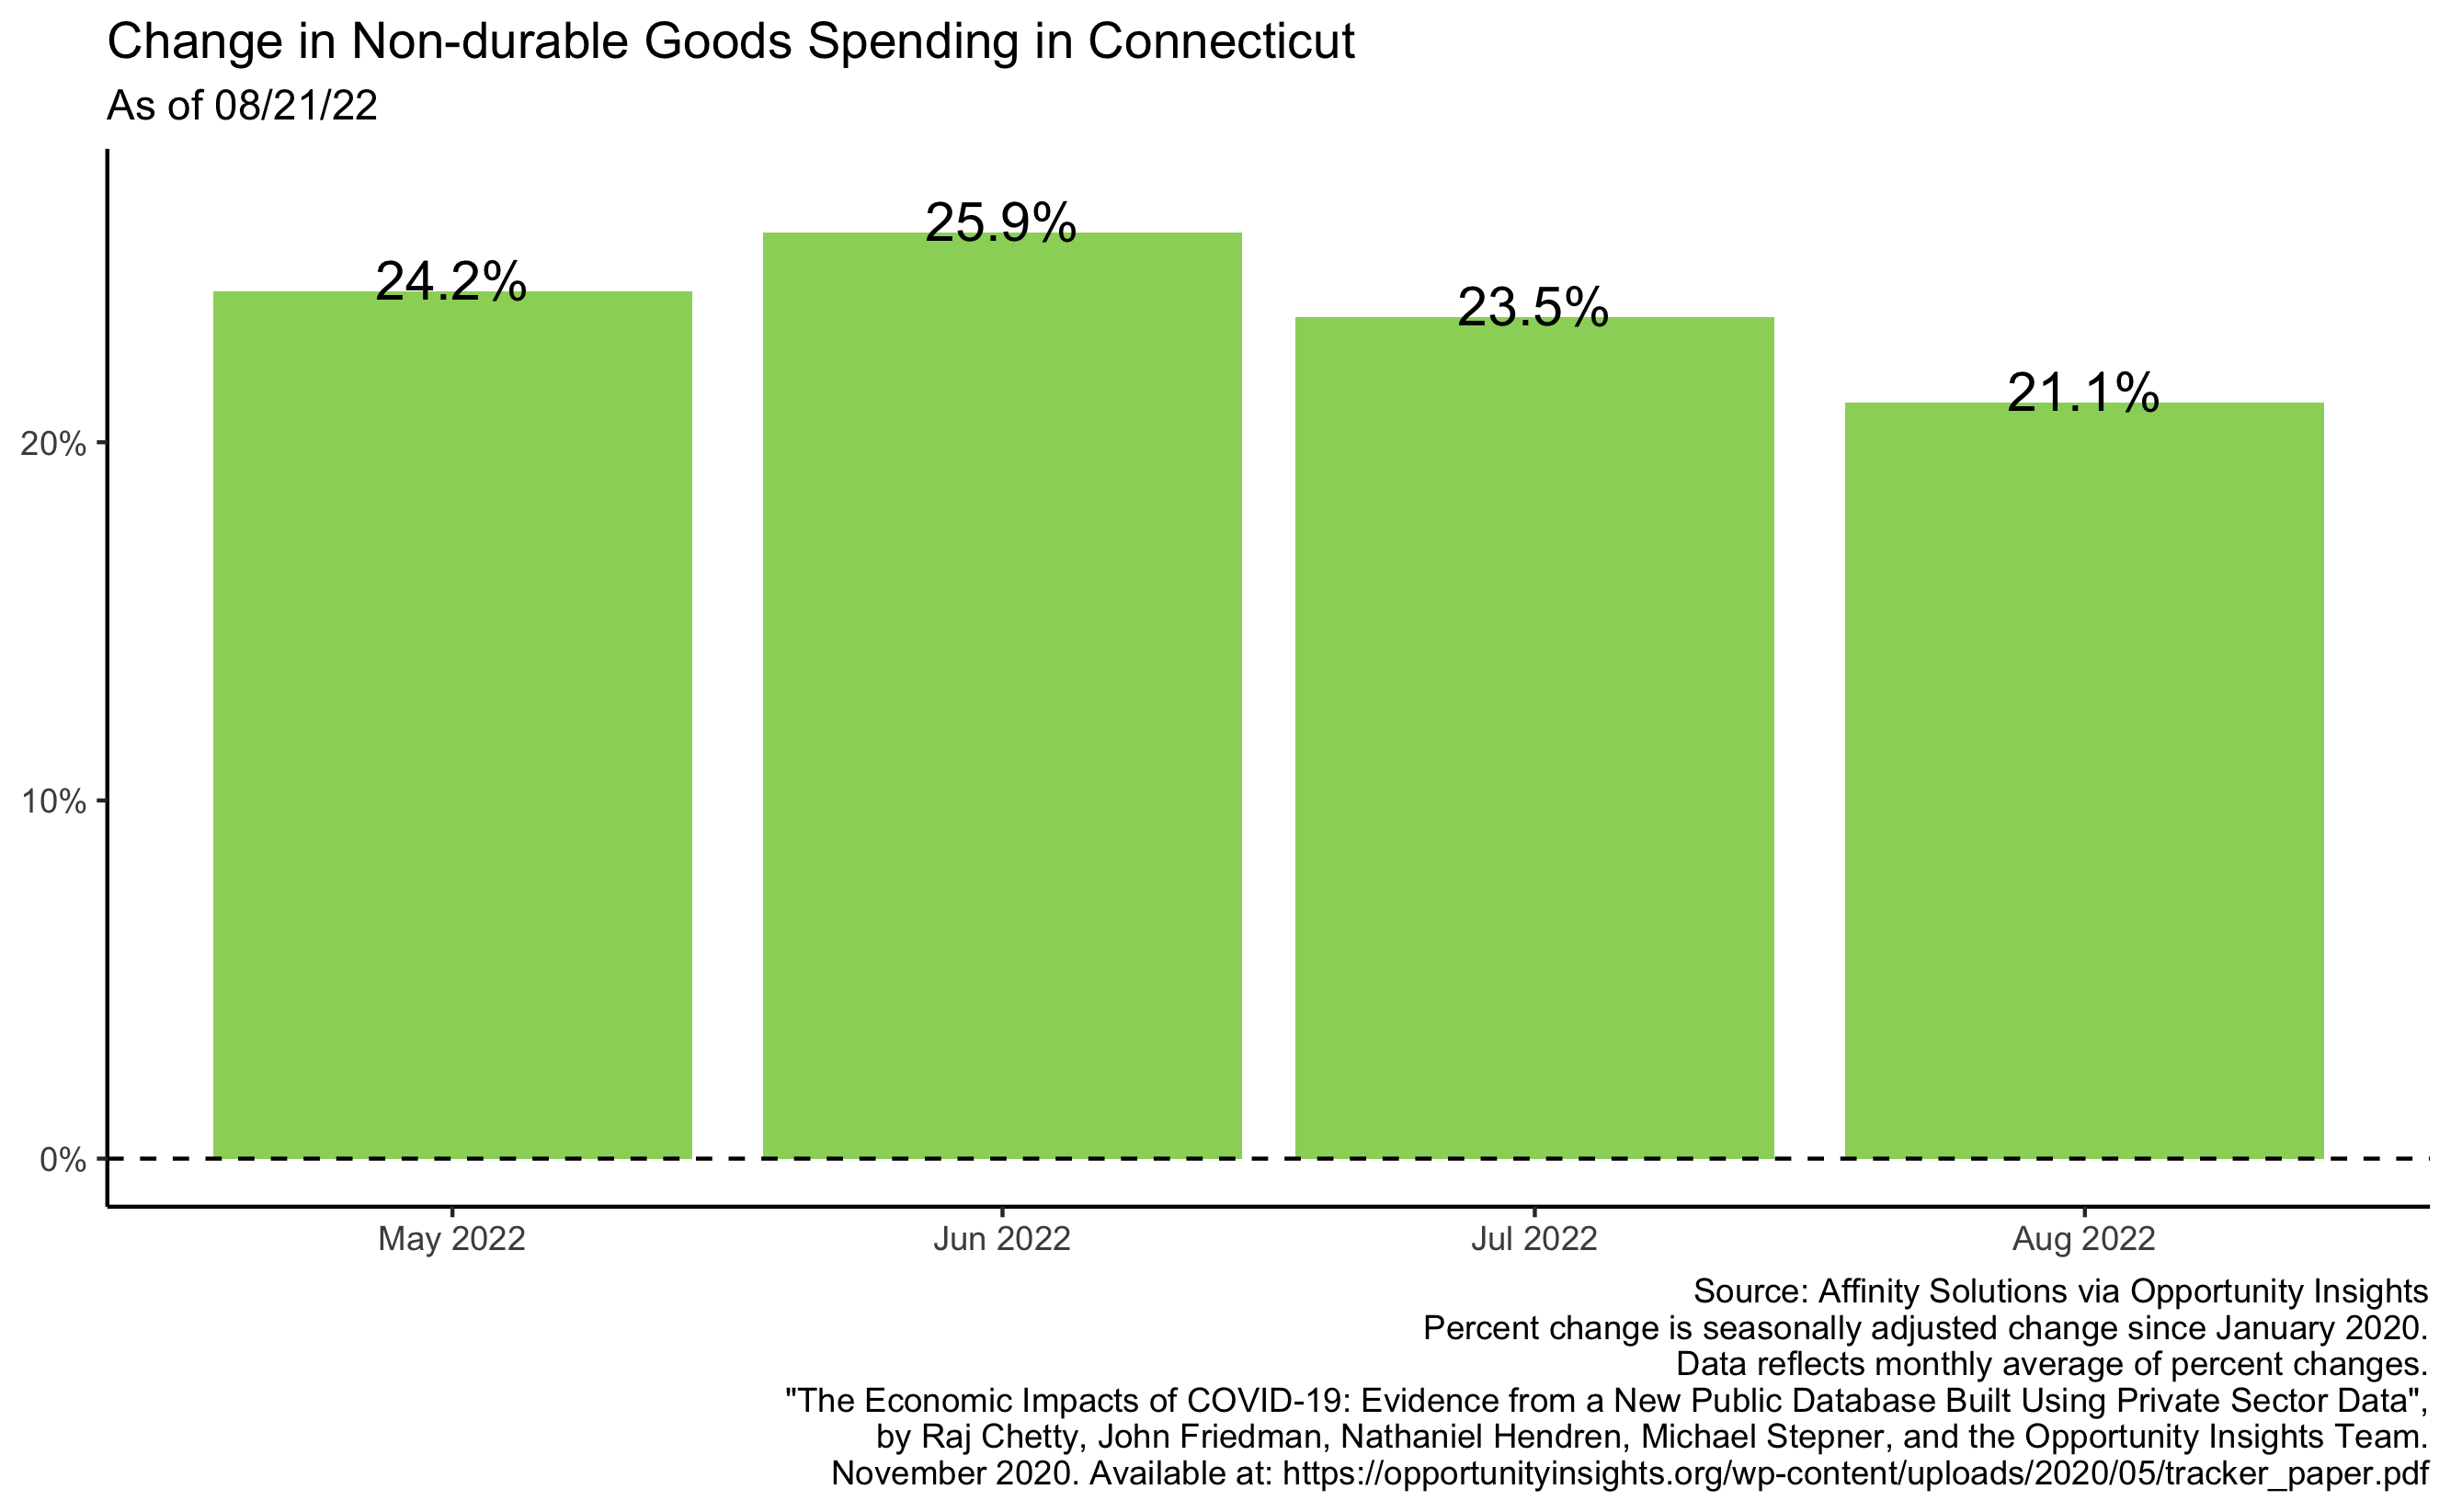 Change in Non-durable Goods Spending in Connecticut
As of 08/21/22
25.9%
24.2%
23.5%
21.1%
20%
10%
0%
May 2022
Jun 2022
Jul 2022
Aug 2022
Source: Affinity Solutions via Opportunity Insights
Percent change is seasonally adjusted change since January 2020.
Data reflects monthly average of percent changes.
"The Economic Impacts of COVID-19: Evidence from a New Public Database Built Using Private Sector Data",
by Raj Chetty, John Friedman, Nathaniel Hendren, Michael Stepner, and the Opportunity Insights Team.
November 2020. Available at: https://opportunityinsights.org/wp-content/uploads/2020/05/tracker_paper.pdf